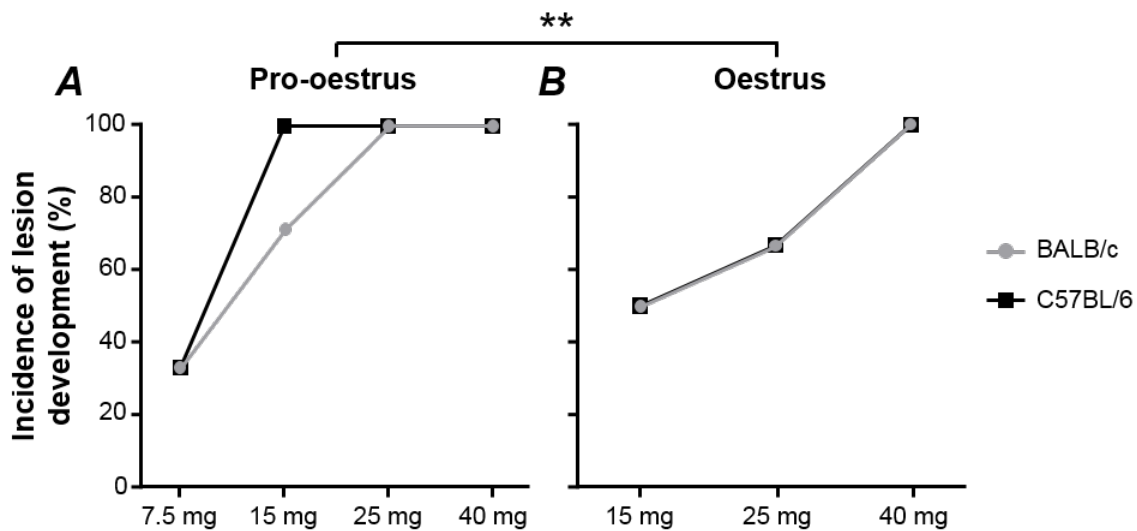 **
A
Pro-oestrus
B
Oestrus
Incidence of lesion
development (%)
100
80
60
40
20
0
7.5 mg
15 mg
25 mg
40 mg
15 mg
25 mg
40 mg
BALB/c
C57BL/6